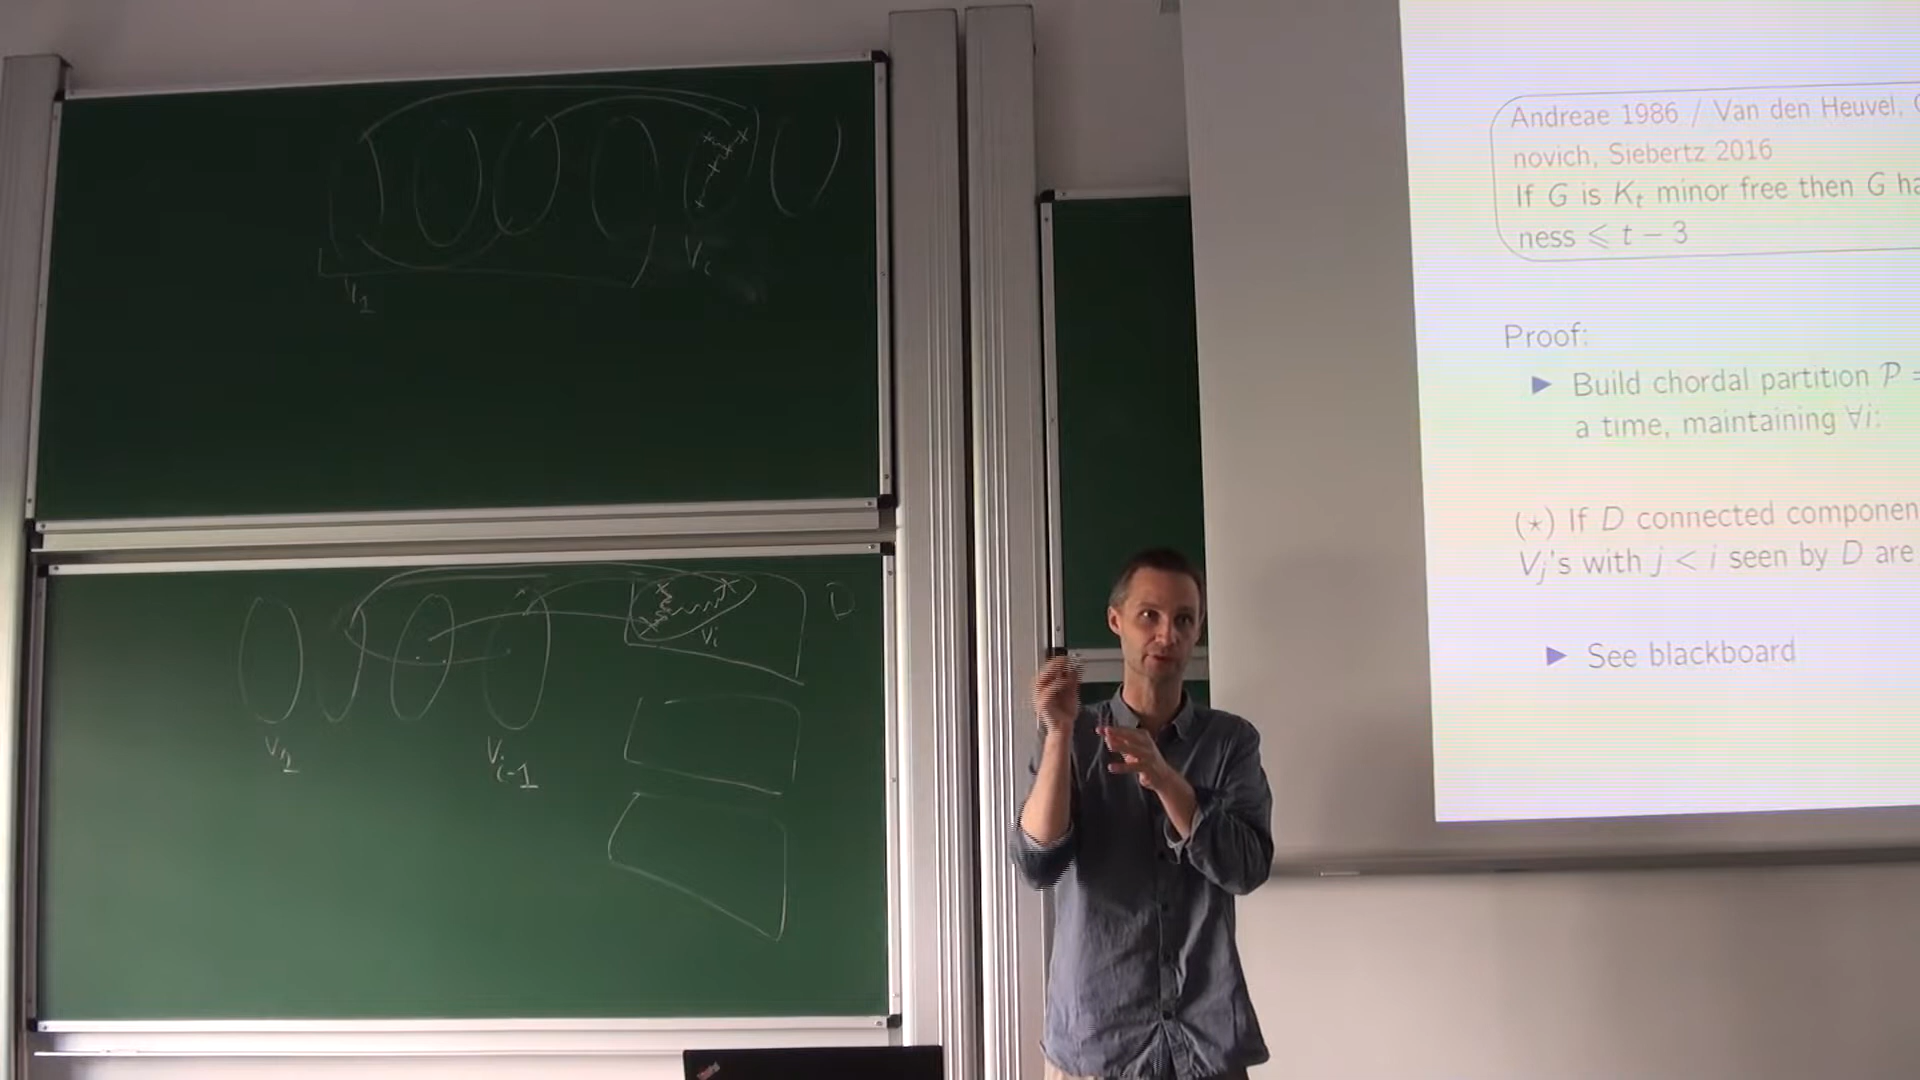 V_i
V_1
V_i
D
V_1
V_{i-1}
Andreae 1986 / Van den Heuvel,
novich, Siebertz 2016
If G is K_t minor free then G ha
ness ⩽ t − 3
Proof:
▶ Build chordal partition 𝒫 =
a time, maintaining ∀i:
(⋆) If D connected componen
V_j's with j < i seen by D are
▶ See blackboard